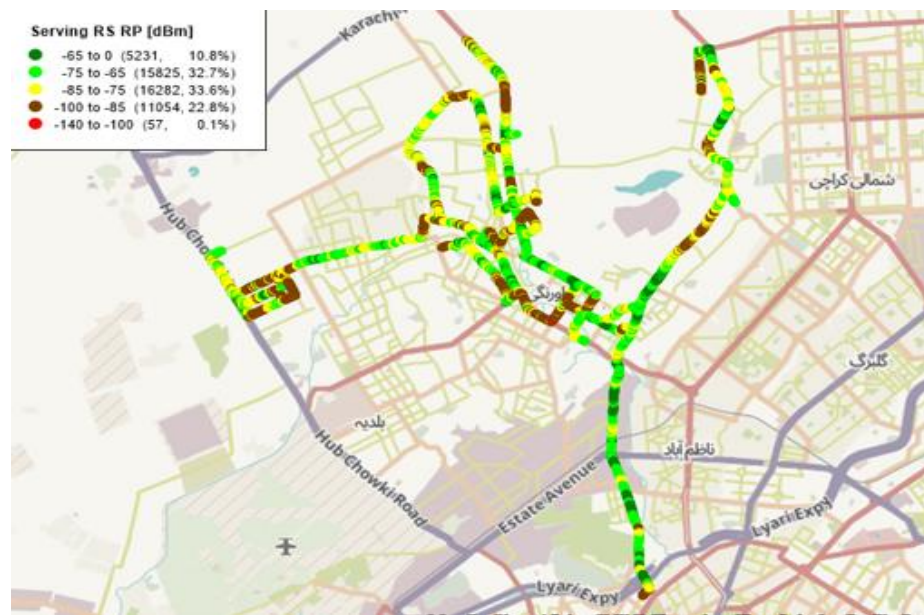 Serving RS RP [dBm]
-65 to 0 (5231, 10.8%)
-75 to -65 (15825, 32.7%)
-85 to -75 (16282, 33.6%)
-100 to -85 (11054, 22.8%)
-140 to -100 (57, 0.1%)
Karachi
شمالی کراچی
Hub Chow
اورنگی
گلبرگ
بلدیہ
ناظم آباد
Hub Chowki Road
Estate Avenue
Lyari Expy
Lyari Expy